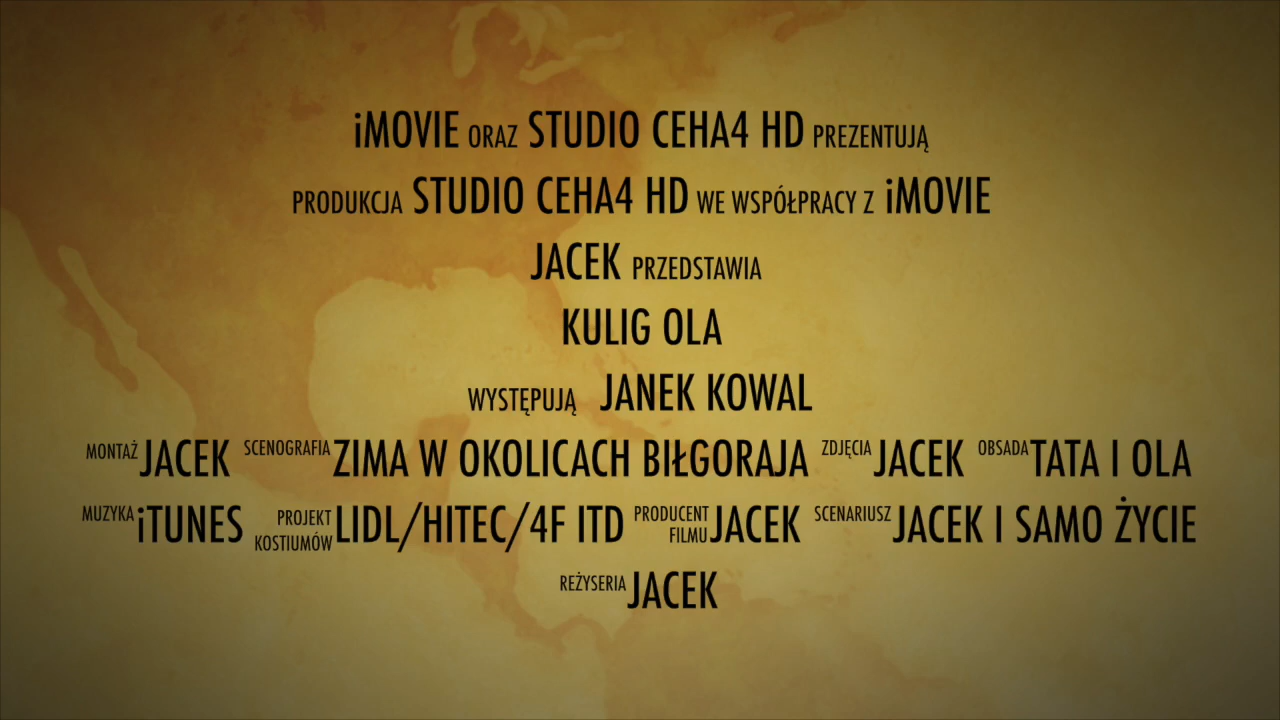 iMOVIE ORAZ STUDIO CEHA4 HD PREZENTUJĄ
PRODUKCJA STUDIO CEHA4 HD WE WSPÓŁPRACY Z iMOVIE
JACEK PRZEDSTAWIA
KULIG OLA
WYSTĘPUJĄ JANEK KOWAL
MONTAŻ JACEK SCENOGRAFIA ZIMA W OKOLICACH BIŁGORAJA ZDJĘCIA JACEK OBSADA TATA I OLA
MUZYKA iTUNES PROJEKT KOSTIUMÓW LIDL/HITEC/4F ITD PRODUCENT FILMU JACEK SCENARIUSZ JACEK I SAMO ŻYCIE
REŻYSERIA JACEK